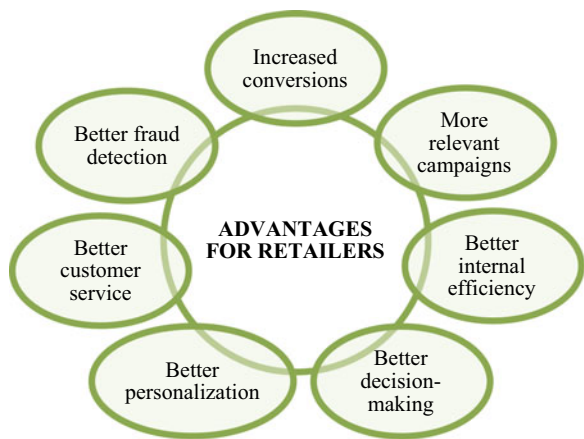 Increased
conversions
More
relevant
campaigns
Better
internal
efficiency
Better
decision-
making
Better
personalization
Better
customer
service
Better fraud
detection
ADVANTAGES
FOR RETAILERS